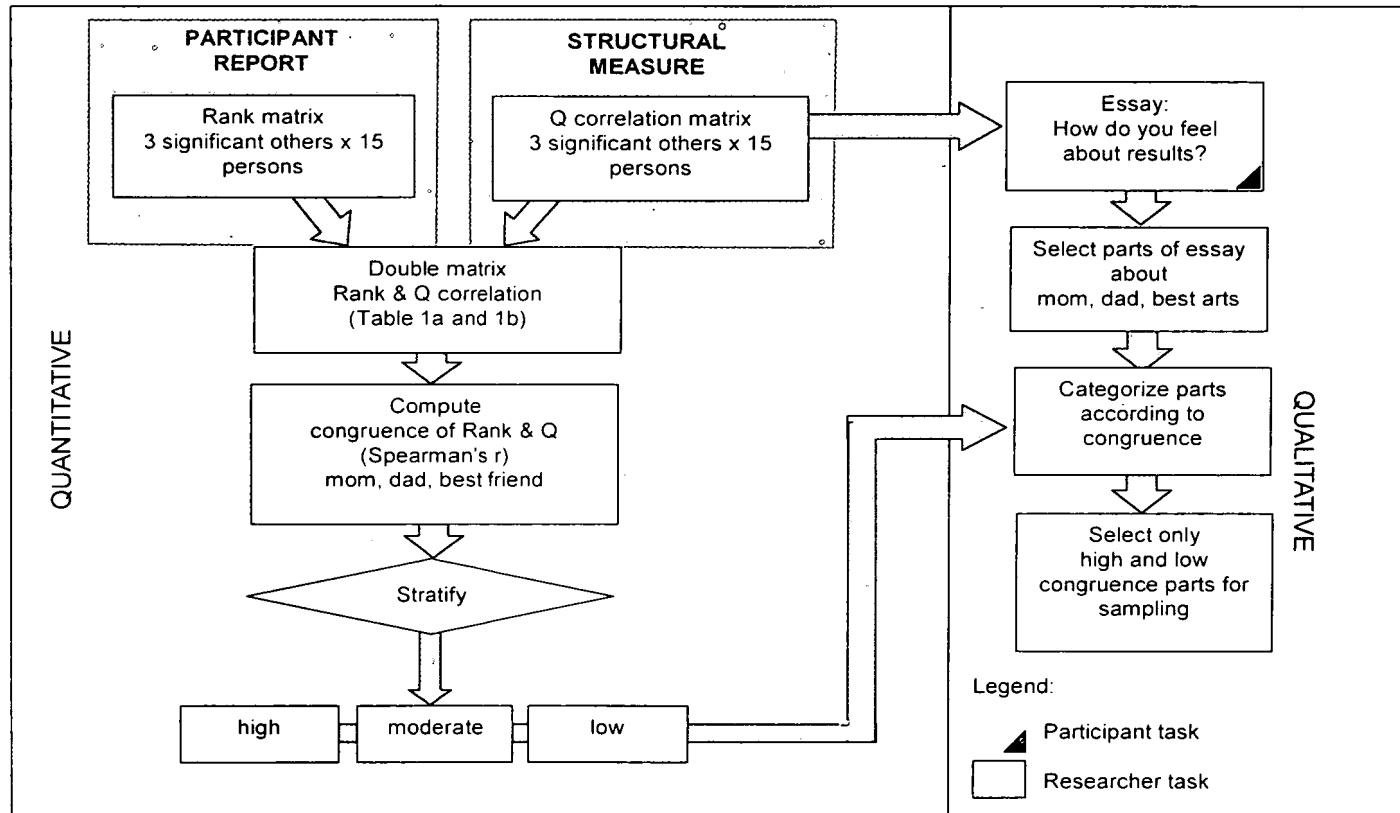 PARTICIPANT
REPORT
Rank matrix
3 significant others x 15
persons
STRUCTURAL
MEASURE
Q correlation matrix
3 significant others x 15
persons
Double matrix
Rank & Q correlation
(Table 1a and 1b)
Compute
congruence of Rank & Q
(Spearman's r)
mom, dad, best friend
Stratify
high
moderate
low
QUANTITATIVE
Essay:
How do you feel
about results?
Select parts of essay
about
mom, dad, best arts
Categorize parts
according to
congruence
Select only
high and low
congruence parts for
sampling
QUALITATIVE
Legend:
Participant task
Researcher task